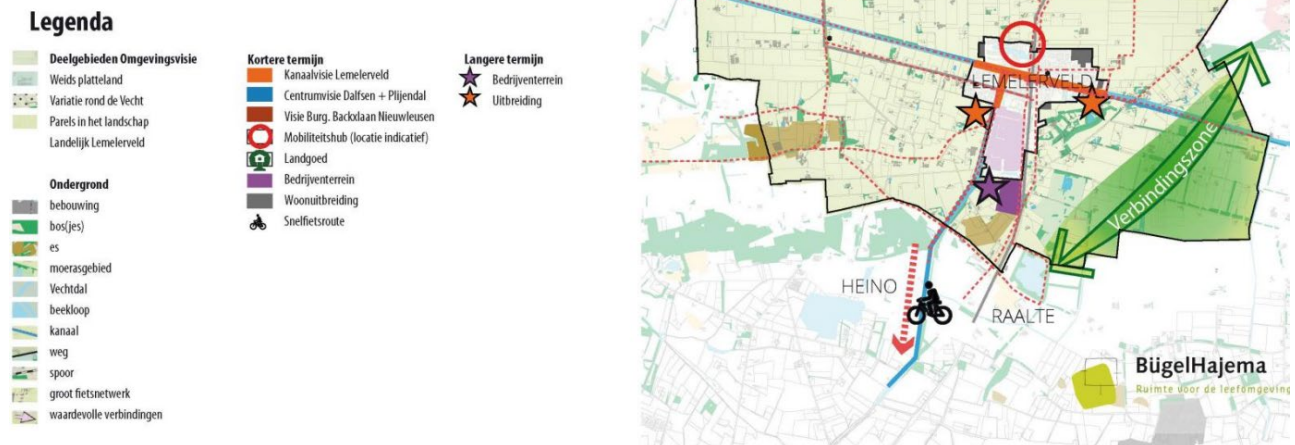 Legenda
Deelgebieden Omgevingsvisie
Weids platteland
Variatie rond de Vecht
Parels in het landschap
Landelijk Lemelerveld
Ondergrond
bebouwing
bos(jes)
es
moerasgebied
Vechtdal
beekloop
kanaal
weg
spoor
groot fietsnetwerk
waardevolle verbindingen
Kortere termijn
Kanaalvisie Lemelerveld
Centrumvisie Dalfsen + Plijendal
Visie Burg. Backxlaan Nieuwleusen
Mobiliteitshub (locatie indicatief)
Landgoed
Bedrijventerrein
Woonuitbreiding
Snelfietsroute
Langere termijn
Bedrijventerrein
Uitbreiding
LEMELERVELD
Verbindingszone
HEINO
RAALTE
BügelHajema
Ruimte voor de leefomgeving